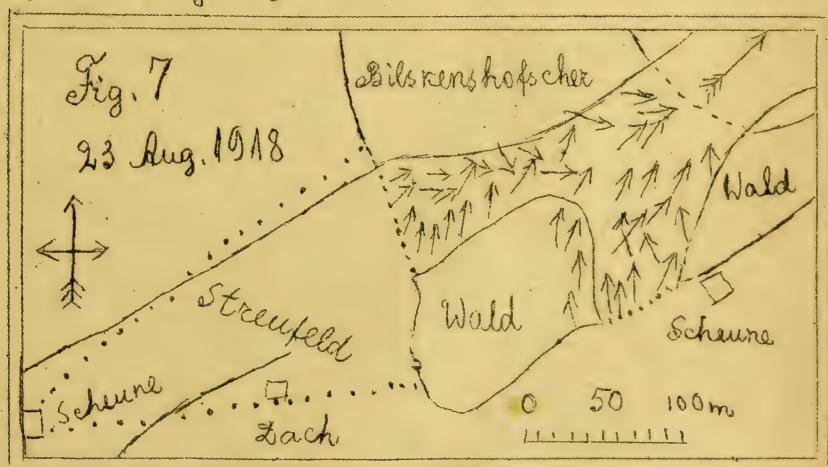 Fig. 7
23 Aug. 1918
Bilskenshofscher
Wald
Streufeld
Wald
Scheune
Scheune
Dach
0 50 100m